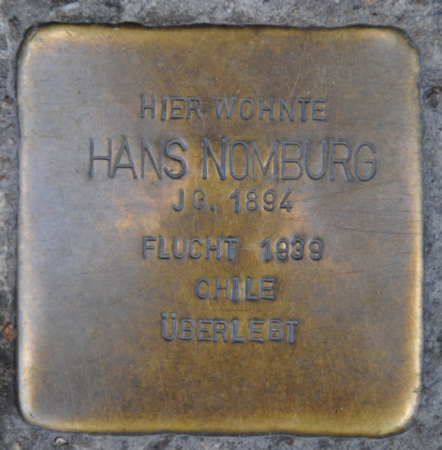 HIER WOHNTE
HANS NOMBURG
JG. 1894
FLUCHT 1939
CHILE
ÜBERLEBT